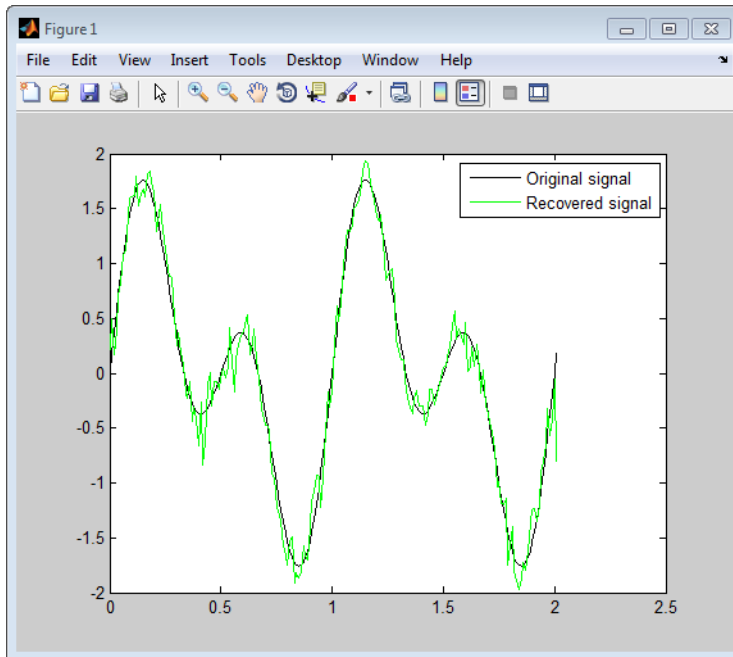 Figure 1
File Edit View Insert Tools Desktop Window Help
2
1.5
1
0.5
0
-0.5
-1
-1.5
-2
Original signal
Recovered signal
0 0.5 1 1.5 2 2.5